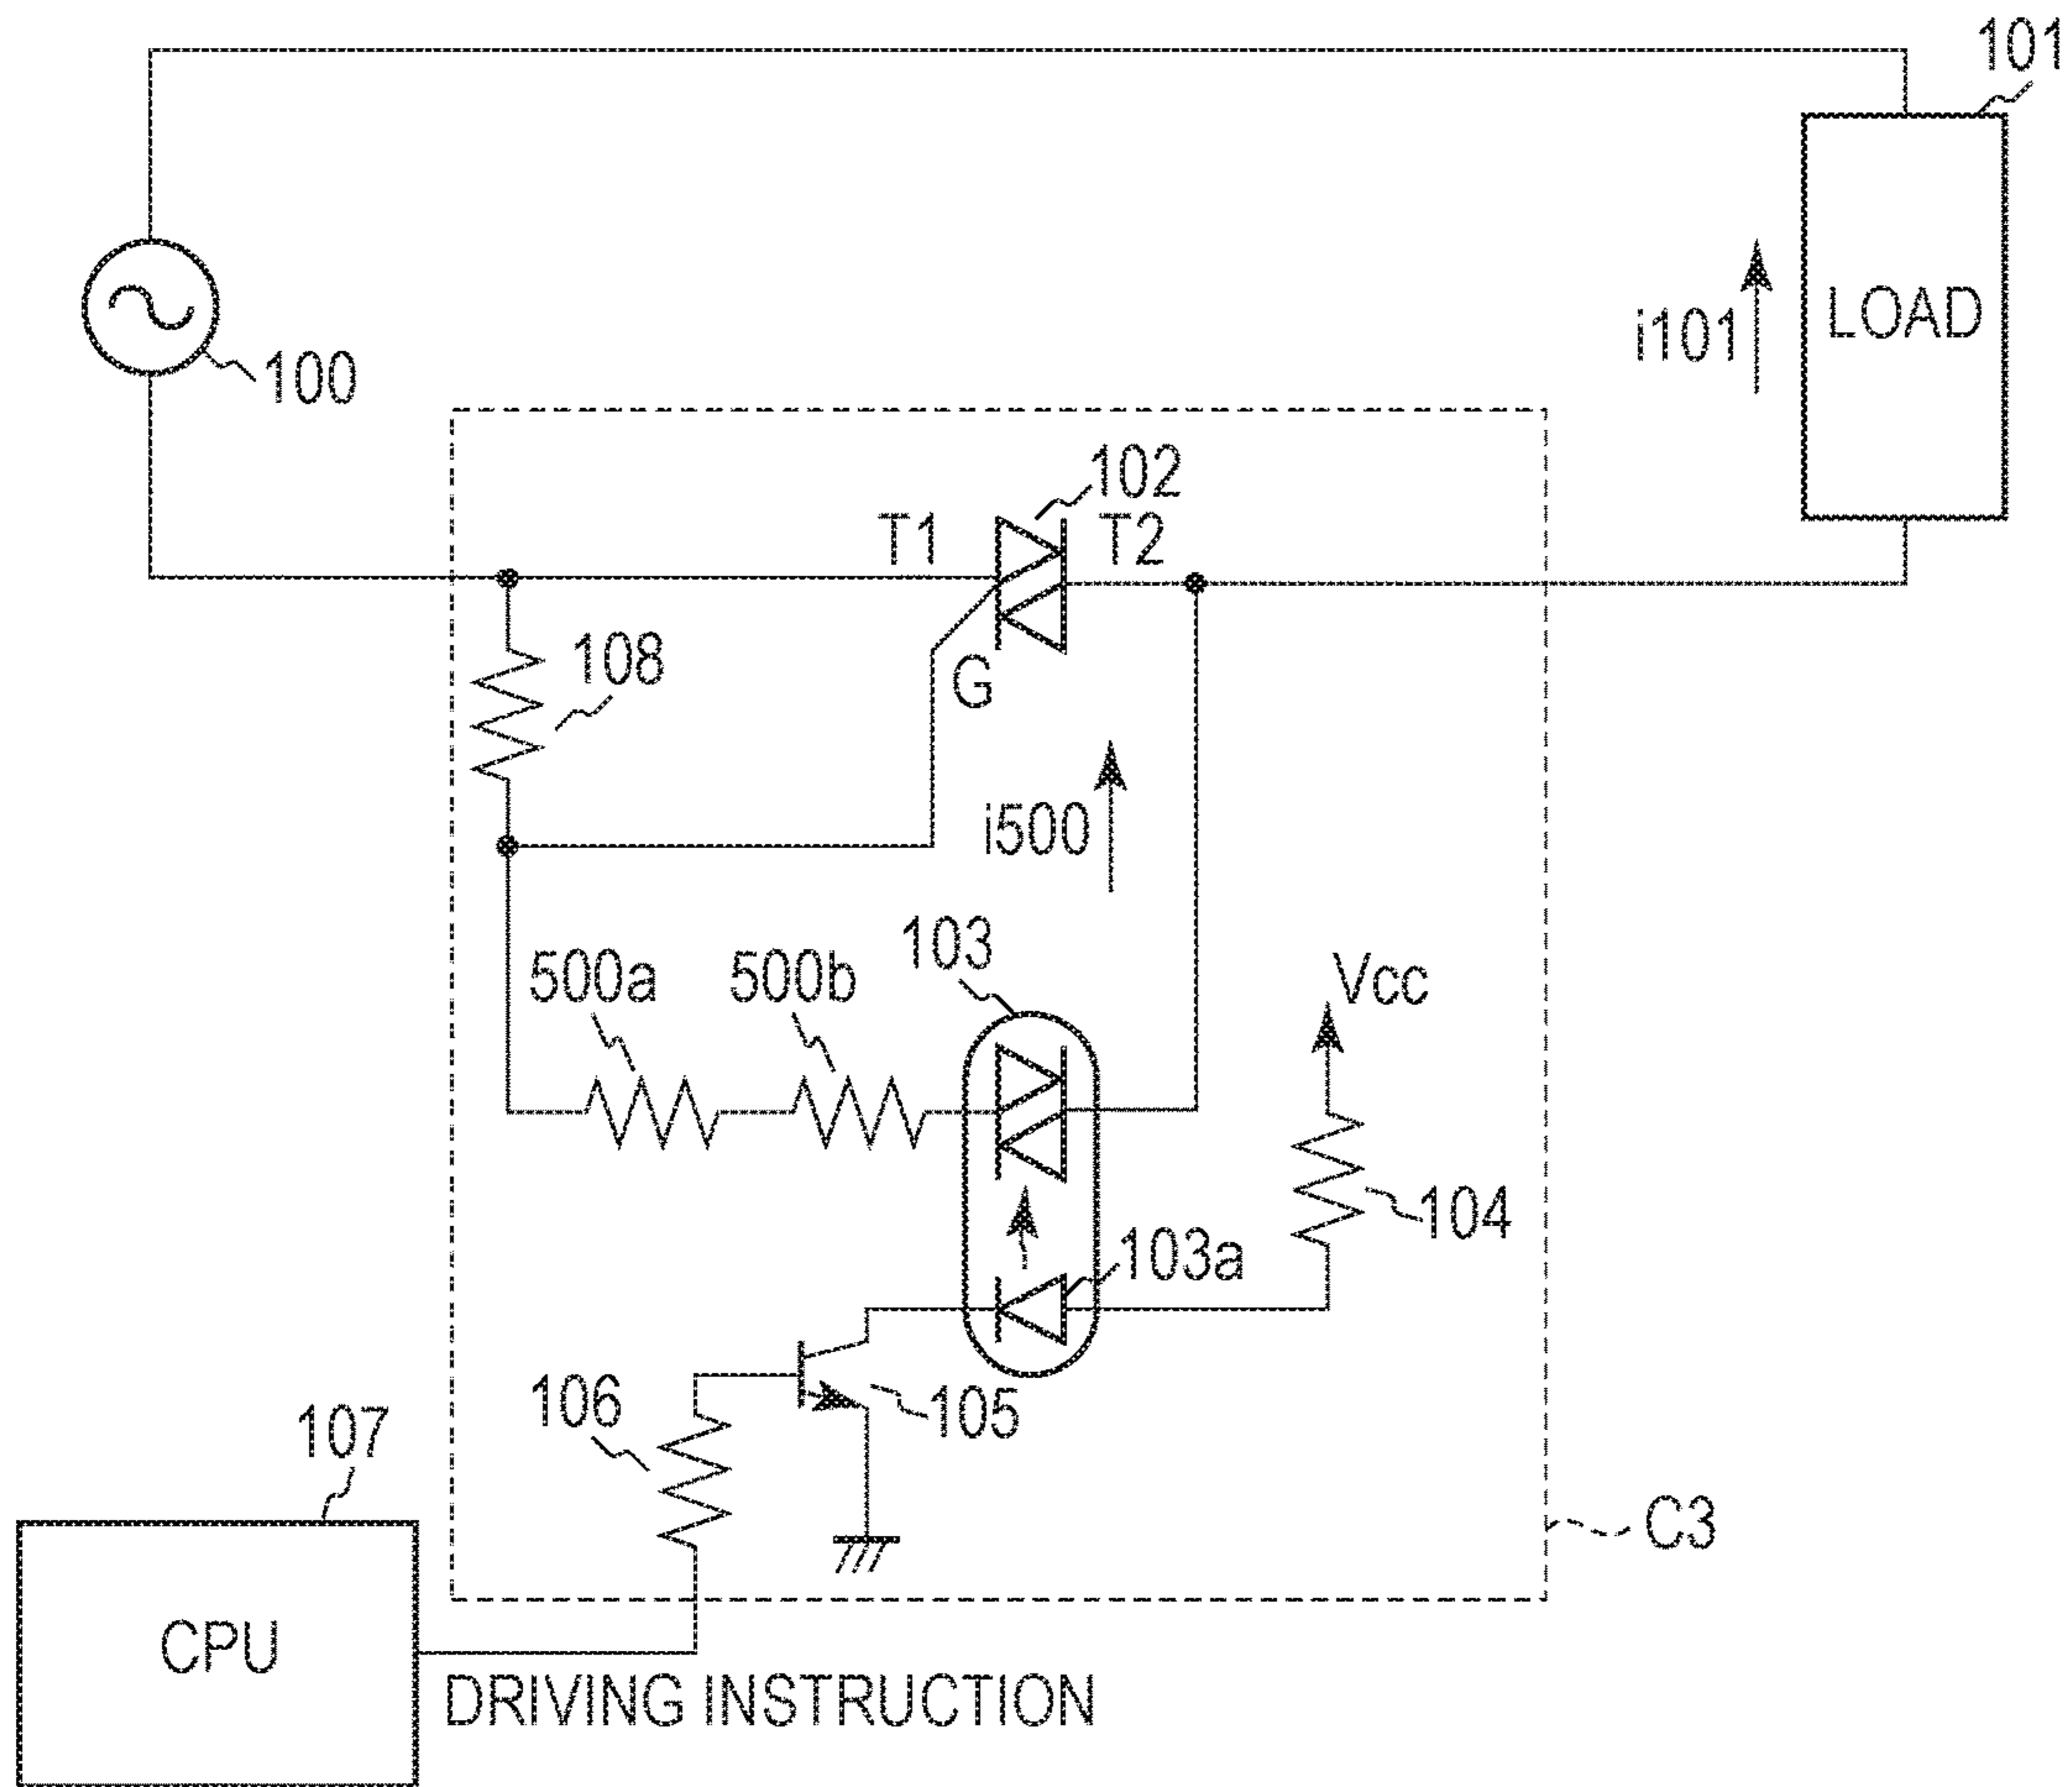 101
LOAD
i101
100
102
T1
T2
G
108
i500
103
500a
500b
Vcc
104
103a
105
106
107
C3
CPU
DRIVING INSTRUCTION